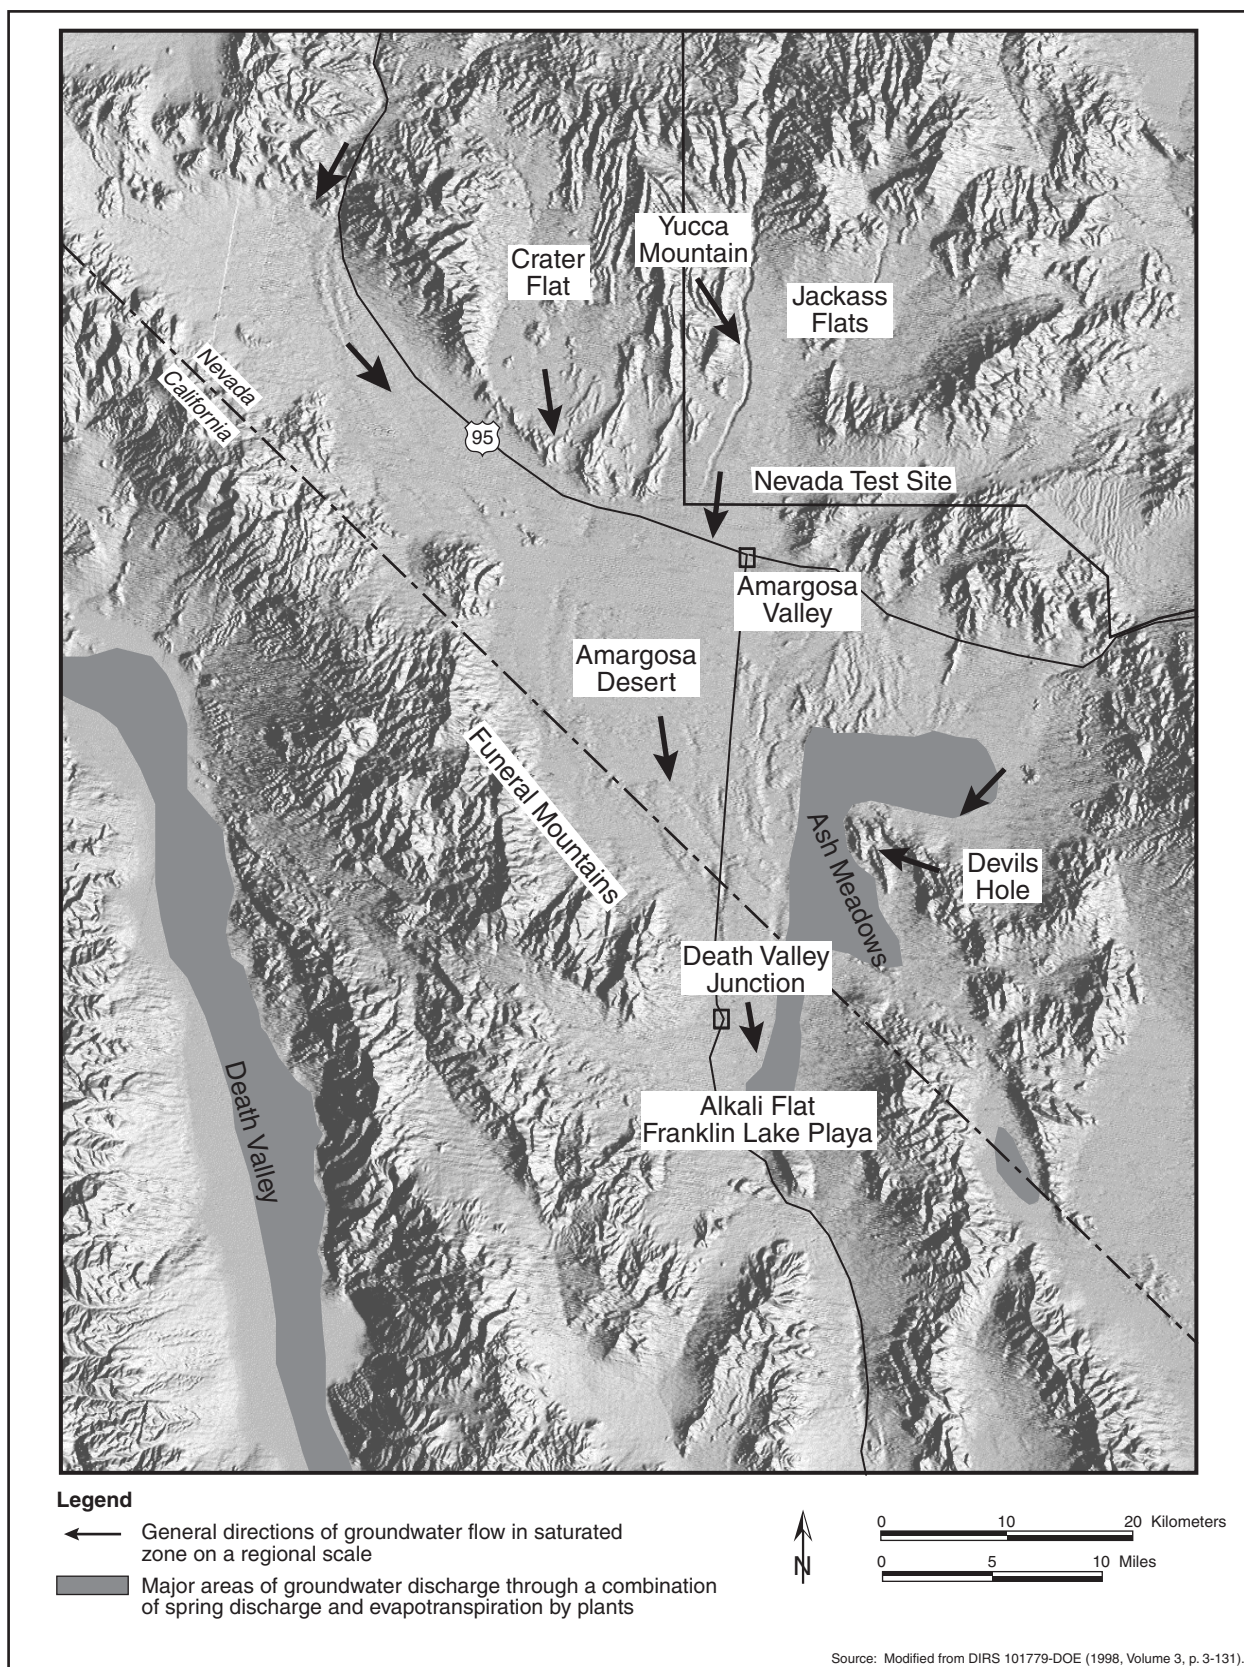 Yucca
Mountain
Crater
Flat
Jackass
Flats
Nevada
California
95
Nevada Test Site
Amargosa
Valley
Amargosa
Desert
Funeral Mountains
Ash Meadows
Devils
Hole
Death Valley
Junction
Death Valley
Alkali Flat
Franklin Lake Playa
Legend
General directions of groundwater flow in saturated
zone on a regional scale
Major areas of groundwater discharge through a combination
of spring discharge and evapotranspiration by plants
N
0 10 20 Kilometers
0 5 10 Miles
Source: Modified from DIRS 101779-DOE (1998, Volume 3, p. 3-131).